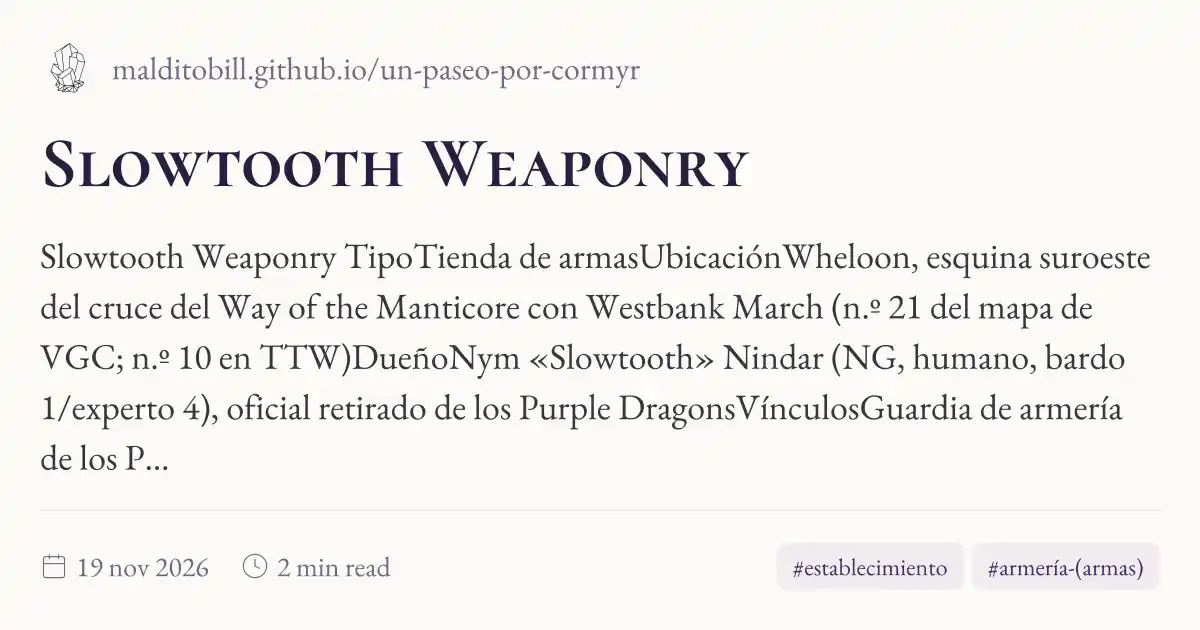 malditobill.github.io/un-paseo-por-cormyr
Slowtooth Weaponry
Slowtooth Weaponry TipoTienda de armasUbicaciónWheloon, esquina suroeste
del cruce del Way of the Manticore con Westbank March (n.º 21 del mapa de
VGC; n.º 10 en TTW)DueñoNym «Slowtooth» Nindar (NG, humano, bardo
1/experto 4), oficial retirado de los Purple DragonsVínculosGuardia de armería
de los P...
19 nov 2026 2 min read #establecimiento #armería-(armas)